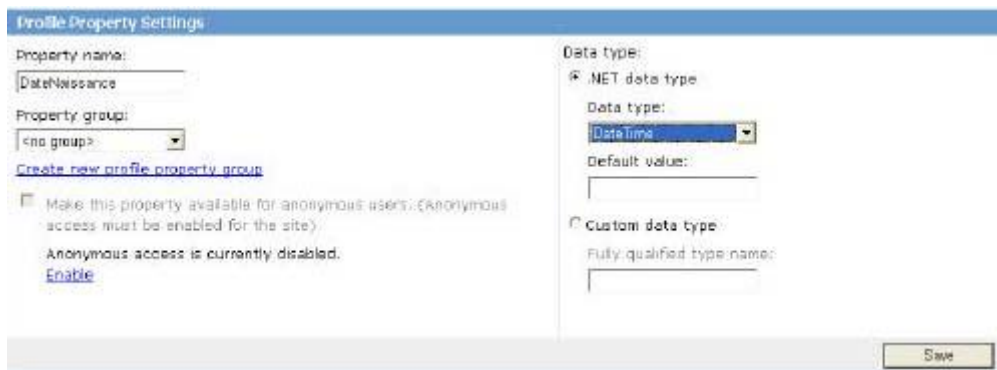 Profile Property Settings
Property name:
DateNaissance
Property group:
<no group>
Create new profile property group
Make this property available for anonymous users. (Anonymous
access must be enabled for the site)
Anonymous access is currently disabled.
Enable
Data type:
.NET data type
Data type:
DateTime
Default value:
Custom data type
Fully qualified type name:
Save